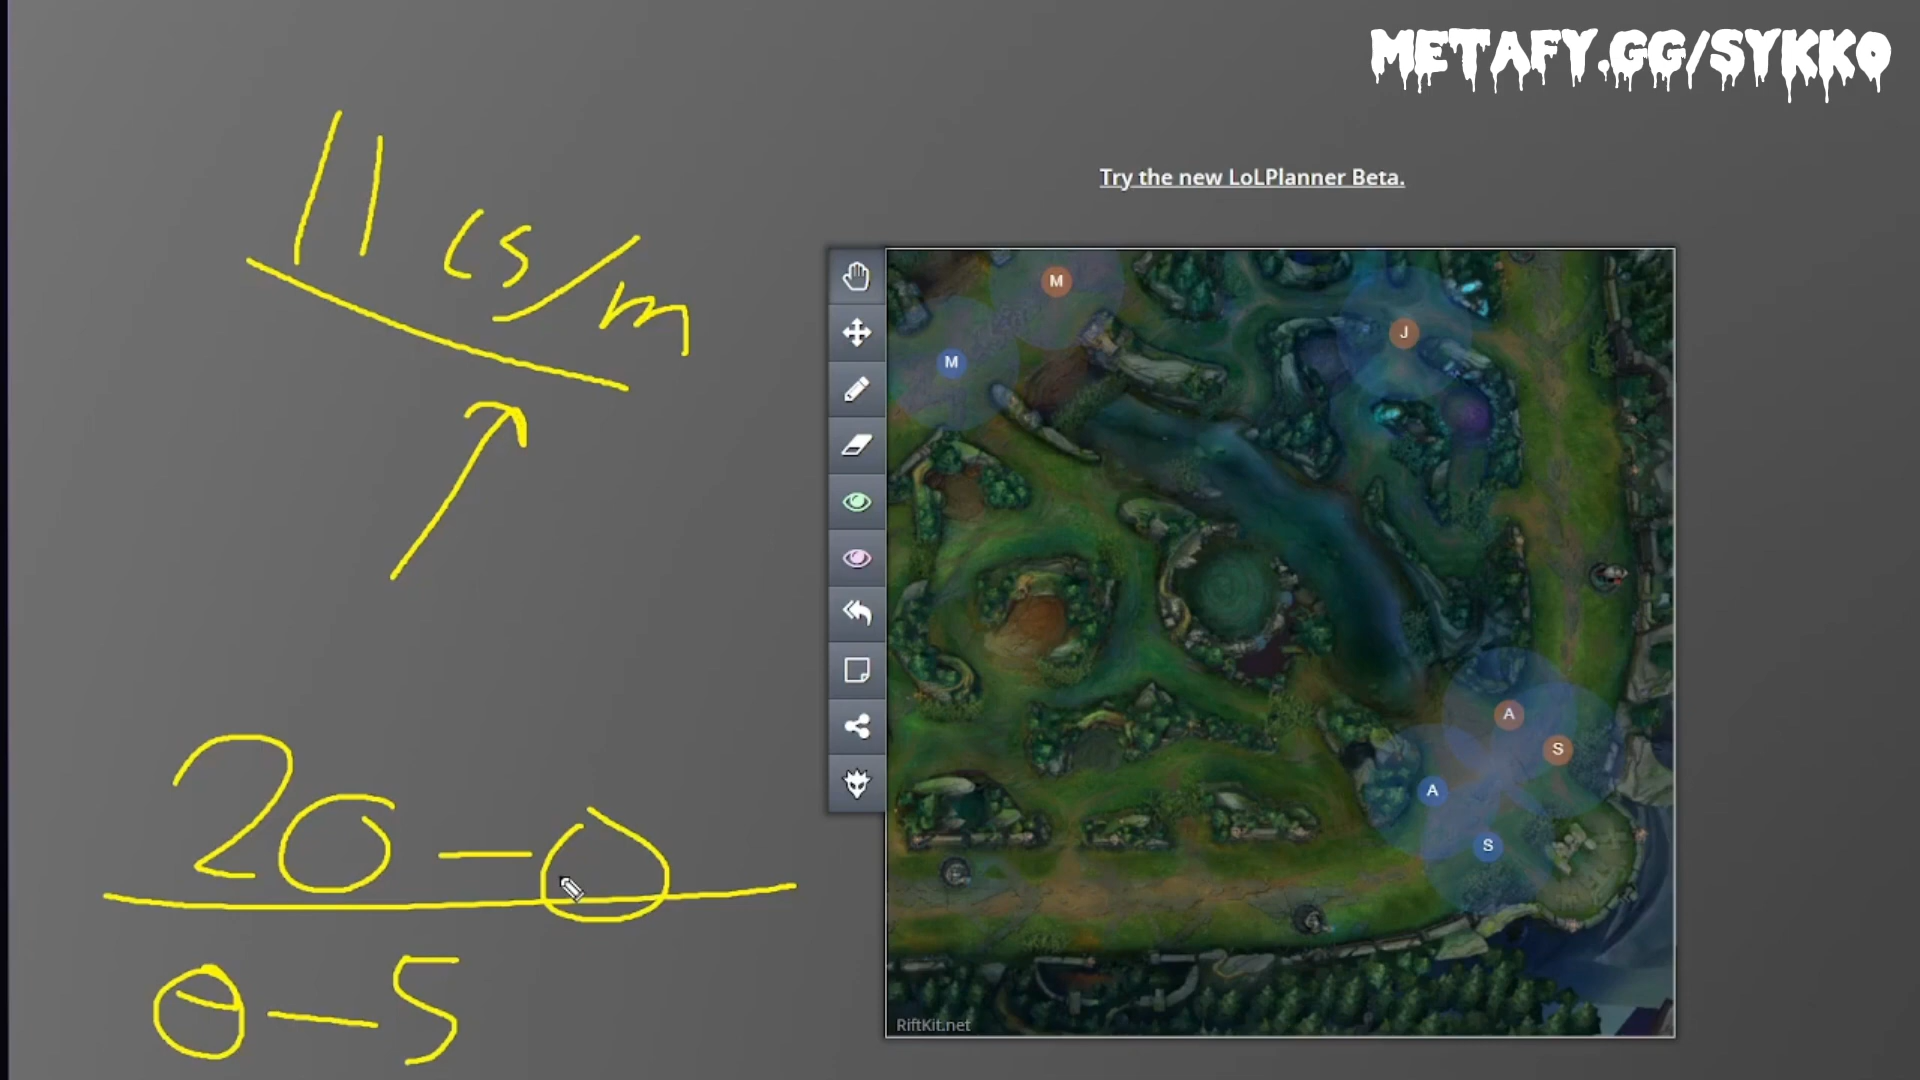 METAFY.GG/SYKKO
11 cs/m
Try the new LoLPlanner Beta.
M
J
M
A
S
A
S
20-0
0-5
RiftKit.net